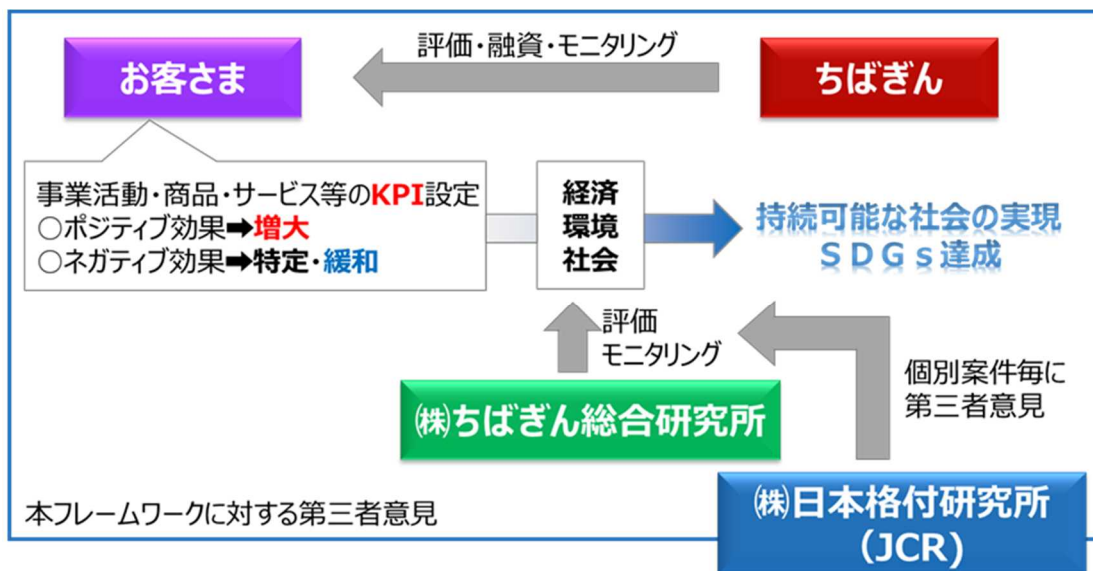 評価・融資・モニタリング
お客さま
ちばぎん
事業活動・商品・サービス等のKPI設定
○ポジティブ効果➡増大
○ネガティブ効果➡特定・緩和
経済
環境
社会
持続可能な社会の実現
ＳＤＧｓ達成
評価
モニタリング
個別案件毎に
第三者意見
㈱ちばぎん総合研究所
本フレームワークに対する第三者意見
㈱日本格付研究所
(JCR)